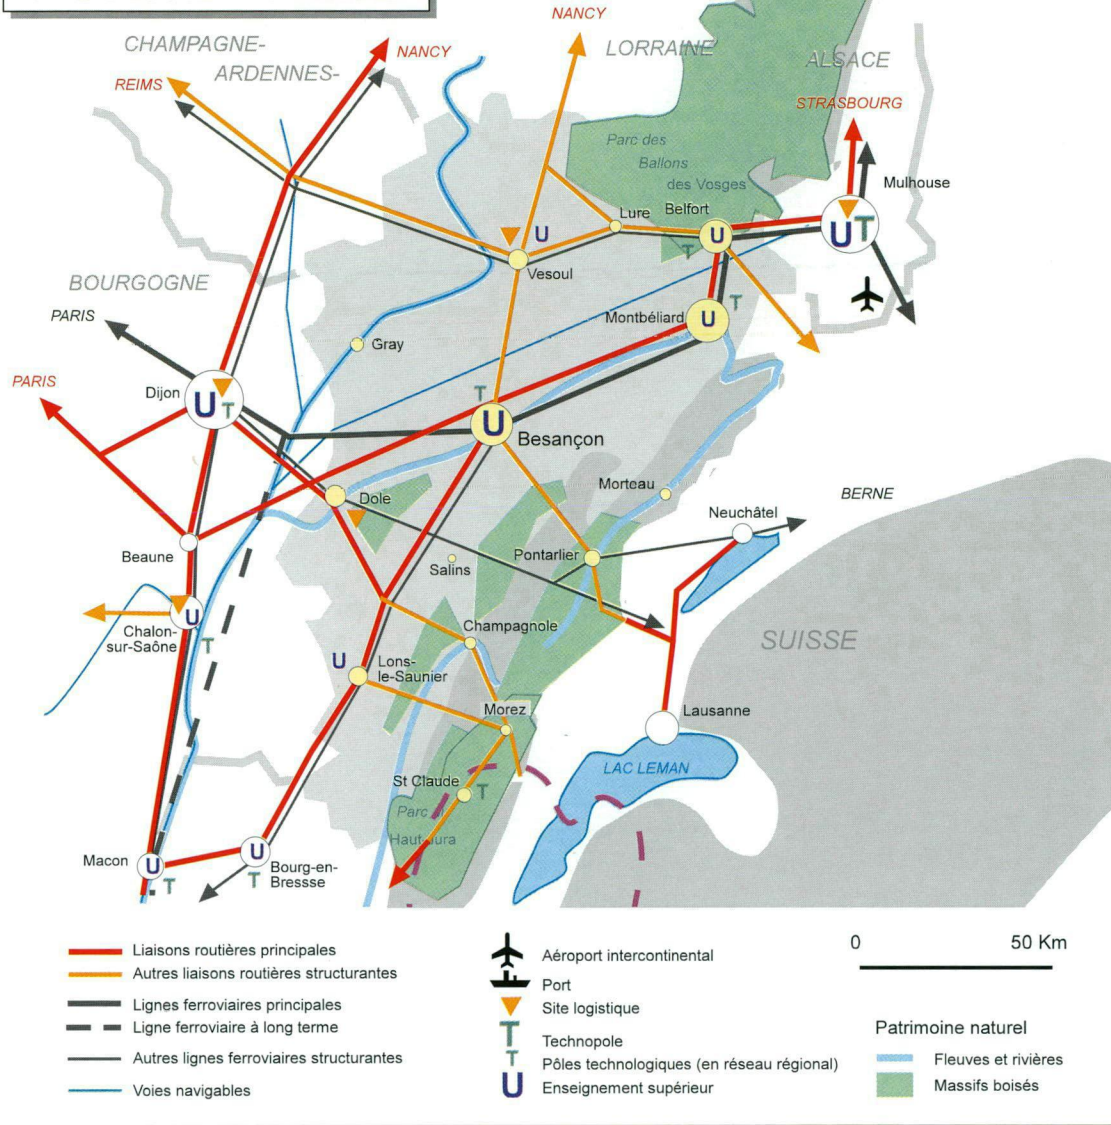 NANCY
CHAMPAGNE-
ARDENNES-
NANCY
LORRAINE
ALSACE
REIMS
STRASBOURG
Parc des
Ballons
des Vosges
Mulhouse
U T
Lure
Belfort
U
T
U
Vesoul
BOURGOGNE
PARIS
Montbéliard
U
T
Gray
PARIS
Dijon
U T
T
U
Besançon
Morteau
BERNE
Dole
Neuchâtel
Beaune
Salins
Pontarlier
Chalon-
sur-Saône
U
T
Champagnole
SUISSE
U
Lons-
le-Saunier
Morez
Lausanne
St Claude
T
LAC LEMAN
Parc
Haut-Jura
Macon
U
T
U
T
Bourg-en-
Bressse
Liaisons routières principales
Autres liaisons routières structurantes
Lignes ferroviaires principales
Ligne ferroviaire à long terme
Autres lignes ferroviaires structurantes
Voies navigables
Aéroport intercontinental
Port
Site logistique
T Technopole
T Pôles technologiques (en réseau régional)
U Enseignement supérieur
0 50 Km
Patrimoine naturel
Fleuves et rivières
Massifs boisés